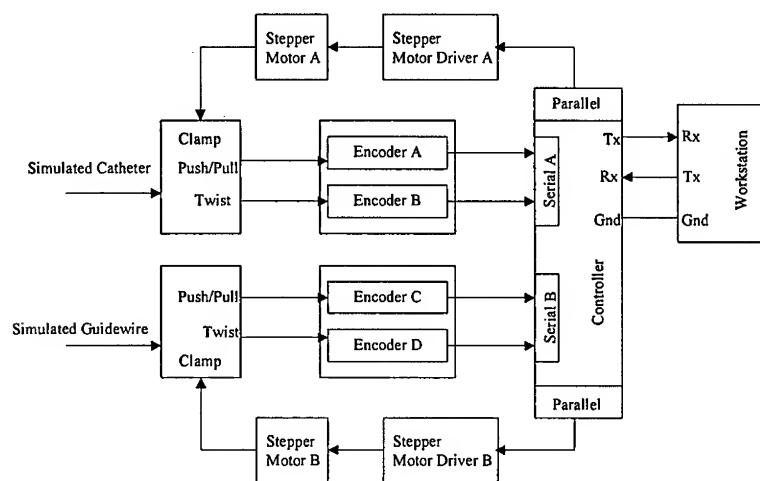 Stepper
Motor A
Stepper
Motor Driver A
Parallel
Clamp
Push/Pull
Twist
Simulated Catheter
Encoder A
Encoder B
Serial A
Tx
Rx
Gnd
Rx
Tx
Gnd
Workstation
Controller
Push/Pull
Twist
Clamp
Simulated Guidewire
Encoder C
Encoder D
Serial B
Parallel
Stepper
Motor B
Stepper
Motor Driver B